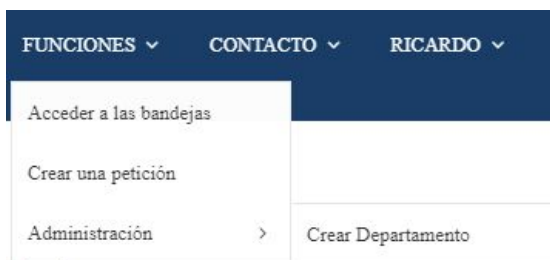 FUNCIONES CONTACTO RICARDO
Acceder a las bandejas
Crear una petición
Administración Crear Departamento